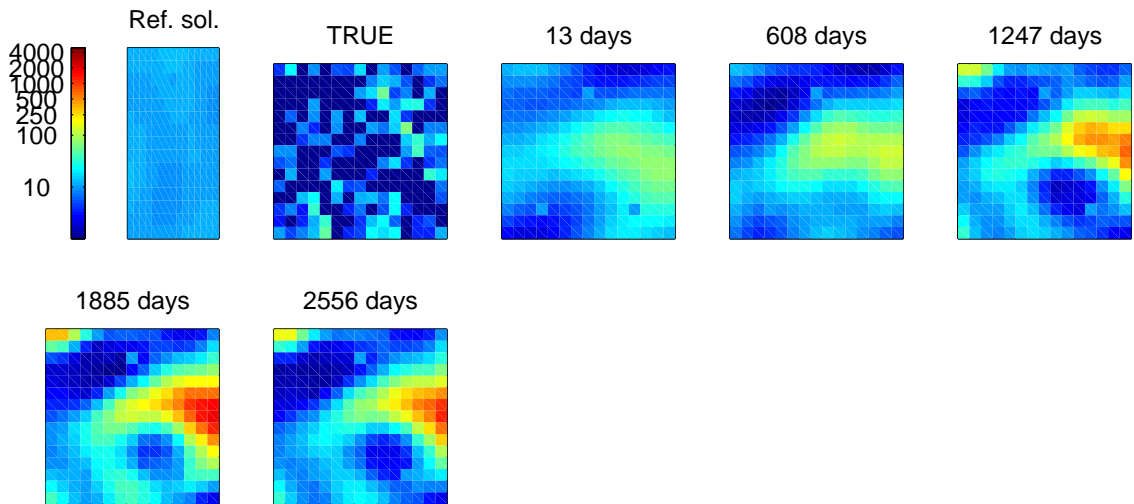 Ref. sol.
TRUE
13 days
608 days
1247 days
4000
2000
1000
500
250
100
10
1885 days
2556 days